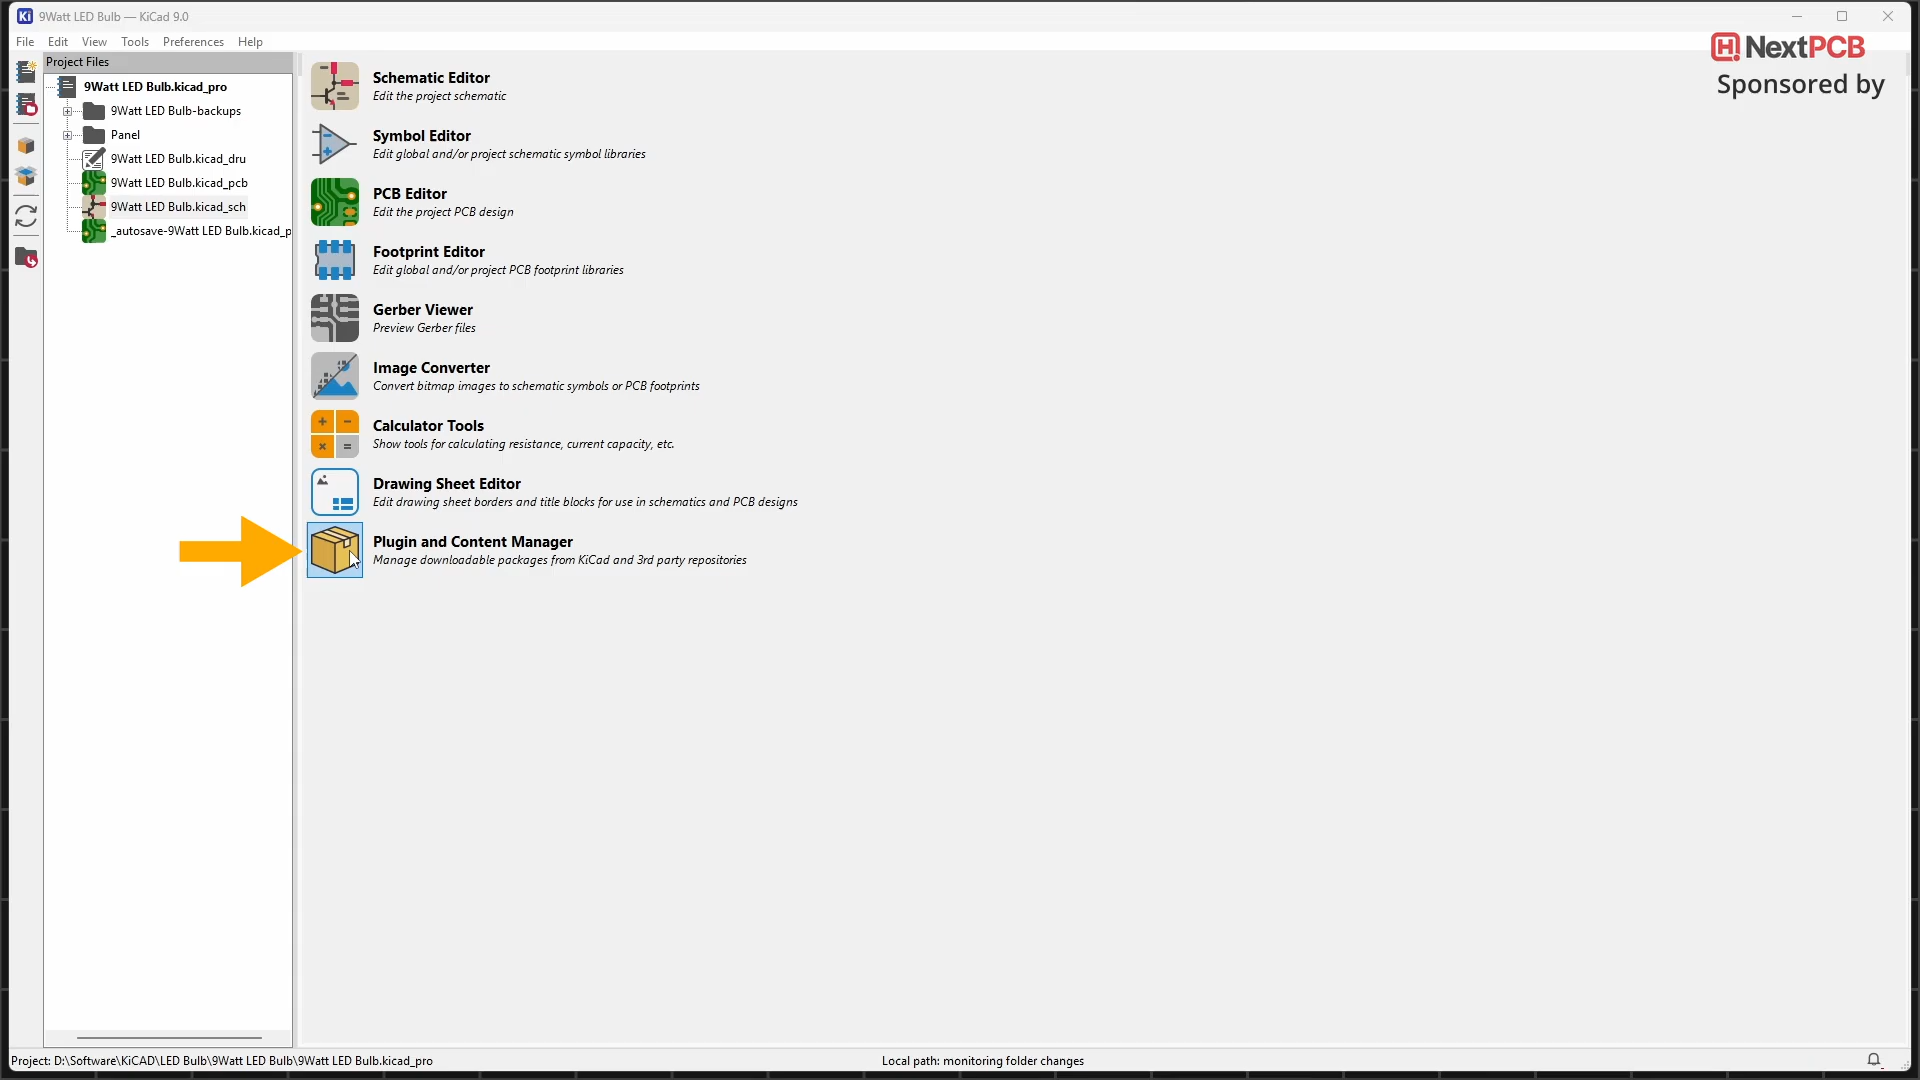 9Watt LED Bulb — KiCad 9.0
File Edit View Tools Preferences Help
NextPCB
Sponsored by
Project Files
9Watt LED Bulb.kicad_pro
9Watt LED Bulb-backups
Panel
9Watt LED Bulb.kicad_dru
9Watt LED Bulb.kicad_pcb
9Watt LED Bulb.kicad_sch
_autosave-9Watt LED Bulb.kicad_p
Schematic Editor
Edit the project schematic
Symbol Editor
Edit global and/or project schematic symbol libraries
PCB Editor
Edit the project PCB design
Footprint Editor
Edit global and/or project PCB footprint libraries
Gerber Viewer
Preview Gerber files
Image Converter
Convert bitmap images to schematic symbols or PCB footprints
Calculator Tools
Show tools for calculating resistance, current capacity, etc.
Drawing Sheet Editor
Edit drawing sheet borders and title blocks for use in schematics and PCB designs
Plugin and Content Manager
Manage downloadable packages from KiCad and 3rd party repositories
Project: D:\Software\KiCAD\LED Bulb\9Watt LED Bulb\9Watt LED Bulb.kicad_pro
Local path: monitoring folder changes